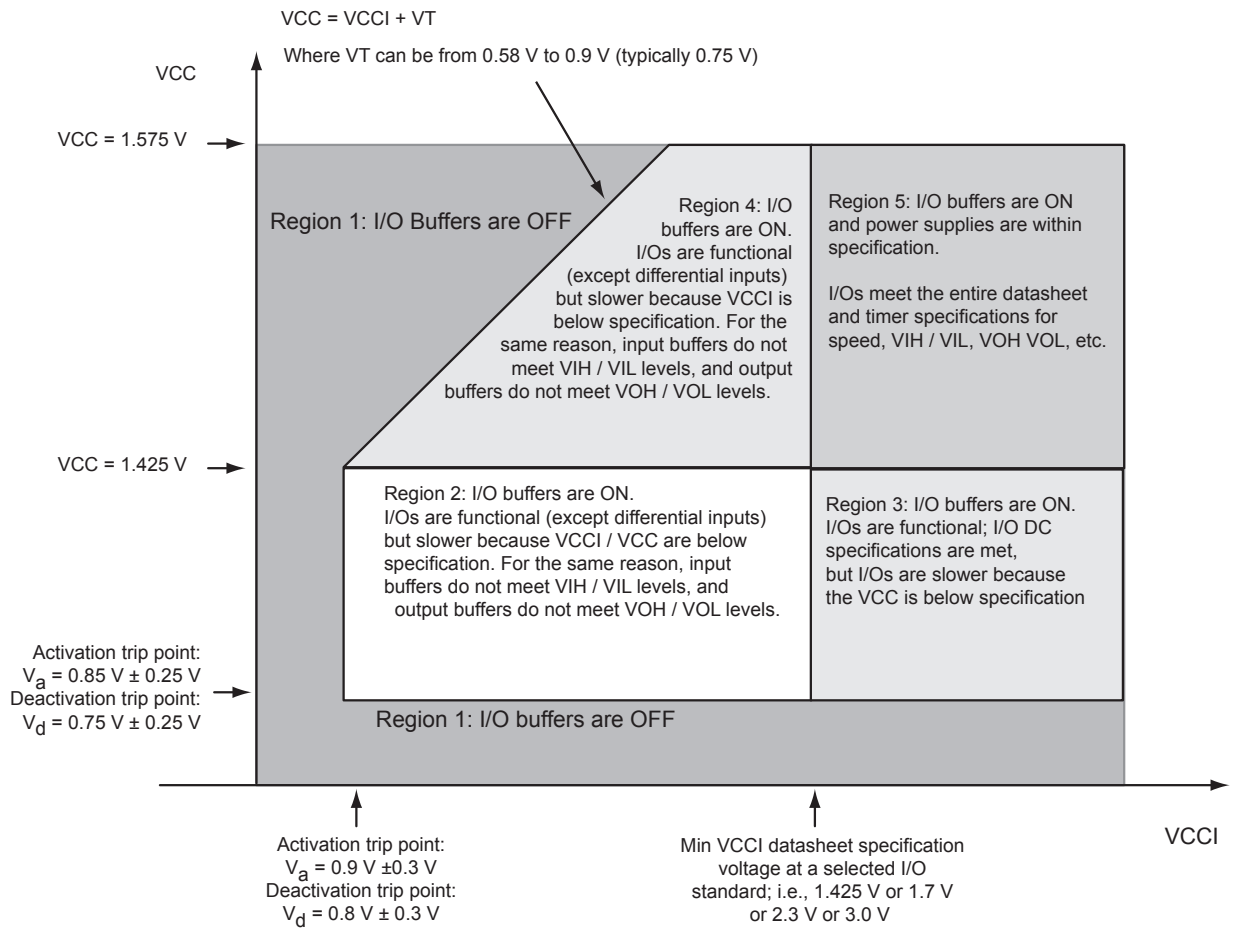 VCC = VCCI + VT
Where VT can be from 0.58 V to 0.9 V (typically 0.75 V)
VCC
VCC = 1.575 V
Region 1: I/O Buffers are OFF
Region 4: I/O
buffers are ON.
I/Os are functional
(except differential inputs)
but slower because VCCI is
below specification. For the
same reason, input buffers do not
meet VIH / VIL levels, and output
buffers do not meet VOH / VOL levels.
Region 5: I/O buffers are ON
and power supplies are within
specification.
I/Os meet the entire datasheet
and timer specifications for
speed, VIH / VIL, VOH VOL, etc.
VCC = 1.425 V
Region 2: I/O buffers are ON.
I/Os are functional (except differential inputs)
but slower because VCCI / VCC are below
specification. For the same reason, input
buffers do not meet VIH / VIL levels, and
output buffers do not meet VOH / VOL levels.
Region 3: I/O buffers are ON.
I/Os are functional; I/O DC
specifications are met,
but I/Os are slower because
the VCC is below specification
Activation trip point:
Va = 0.85 V ± 0.25 V
Deactivation trip point:
Vd = 0.75 V ± 0.25 V
Region 1: I/O buffers are OFF
VCCI
Activation trip point:
Va = 0.9 V ±0.3 V
Deactivation trip point:
Vd = 0.8 V ± 0.3 V
Min VCCI datasheet specification
voltage at a selected I/O
standard; i.e., 1.425 V or 1.7 V
or 2.3 V or 3.0 V